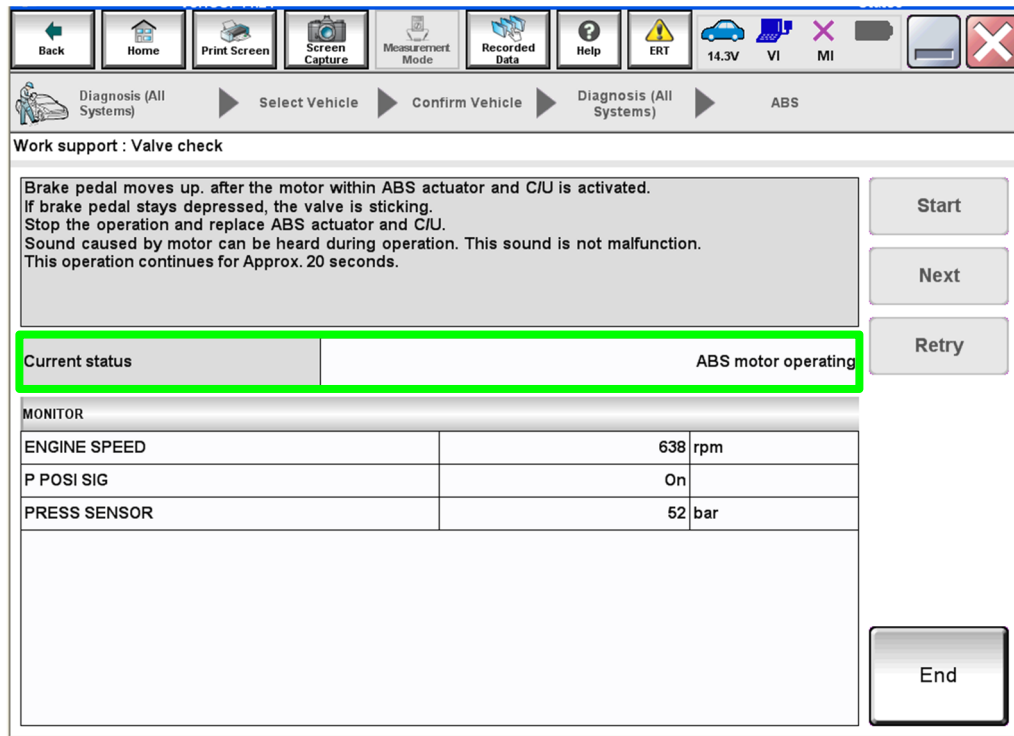 Back
Home
Print Screen
Screen
Capture
Measurement
Mode
Recorded
Data
Help
ERT
14.3V
VI
MI
Diagnosis (All
Systems)
Select Vehicle
Confirm Vehicle
Diagnosis (All
Systems)
ABS
Work support : Valve check
Brake pedal moves up. after the motor within ABS actuator and C/U is activated.
If brake pedal stays depressed, the valve is sticking.
Stop the operation and replace ABS actuator and C/U.
Sound caused by motor can be heard during operation. This sound is not malfunction.
This operation continues for Approx. 20 seconds.
Start
Next
Retry
Current status ABS motor operating
MONITOR
ENGINE SPEED 638 rpm
P POSI SIG On
PRESS SENSOR 52 bar
End